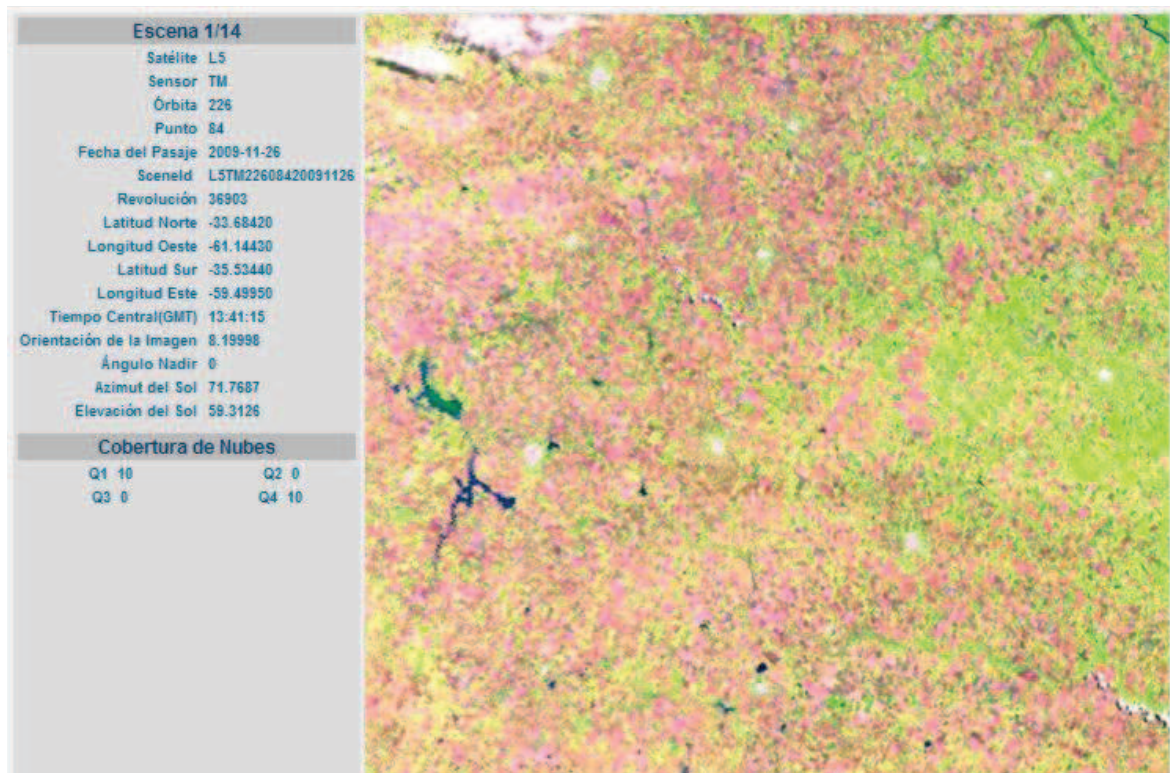 Escena 1/14
Satélite L5
Sensor TM
Órbita 226
Punto 84
Fecha del Pasaje 2009-11-26
SceneId L5TM22608420091126
Revolución 36903
Latitud Norte -33.68420
Longitud Oeste -61.14430
Latitud Sur -35.53440
Longitud Este -59.49950
Tiempo Central(GMT) 13:41:15
Orientación de la Imagen 8.19998
Ángulo Nadir 0
Azimut del Sol 71.7687
Elevación del Sol 59.3126
Cobertura de Nubes
Q1 10 Q2 0
Q3 0 Q4 10